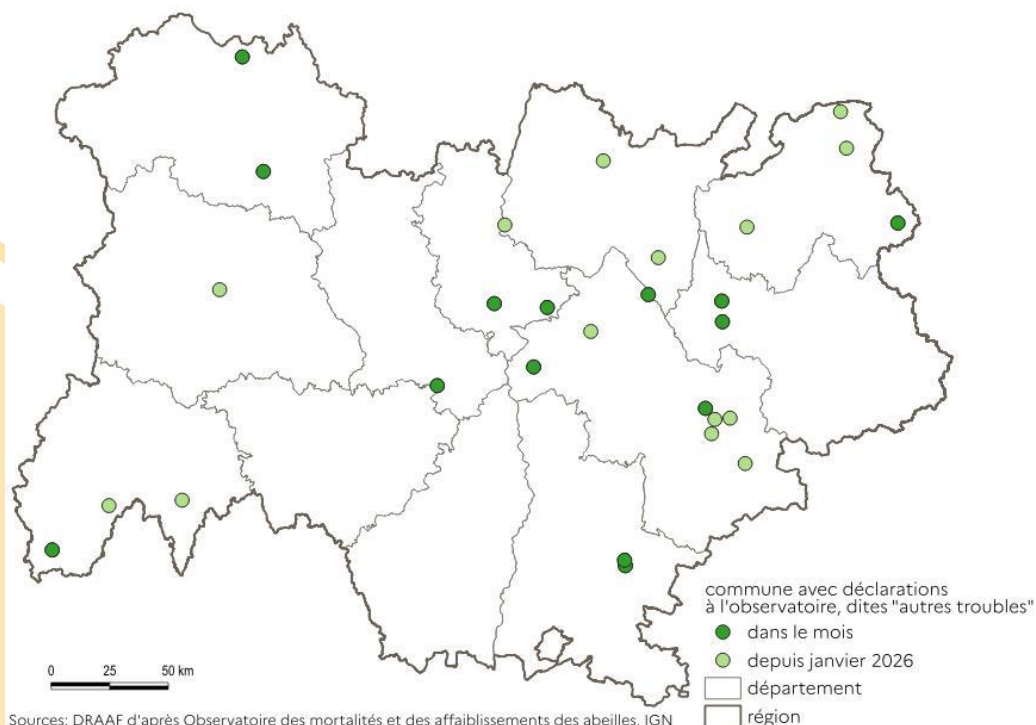 commune avec déclarations
à l'observatoire, dites "autres troubles"
dans le mois
depuis janvier 2026
département
région
0 25 50 km
Sources: DRAAF d'après Observatoire des mortalités et des affaiblissements des abeilles, IGN